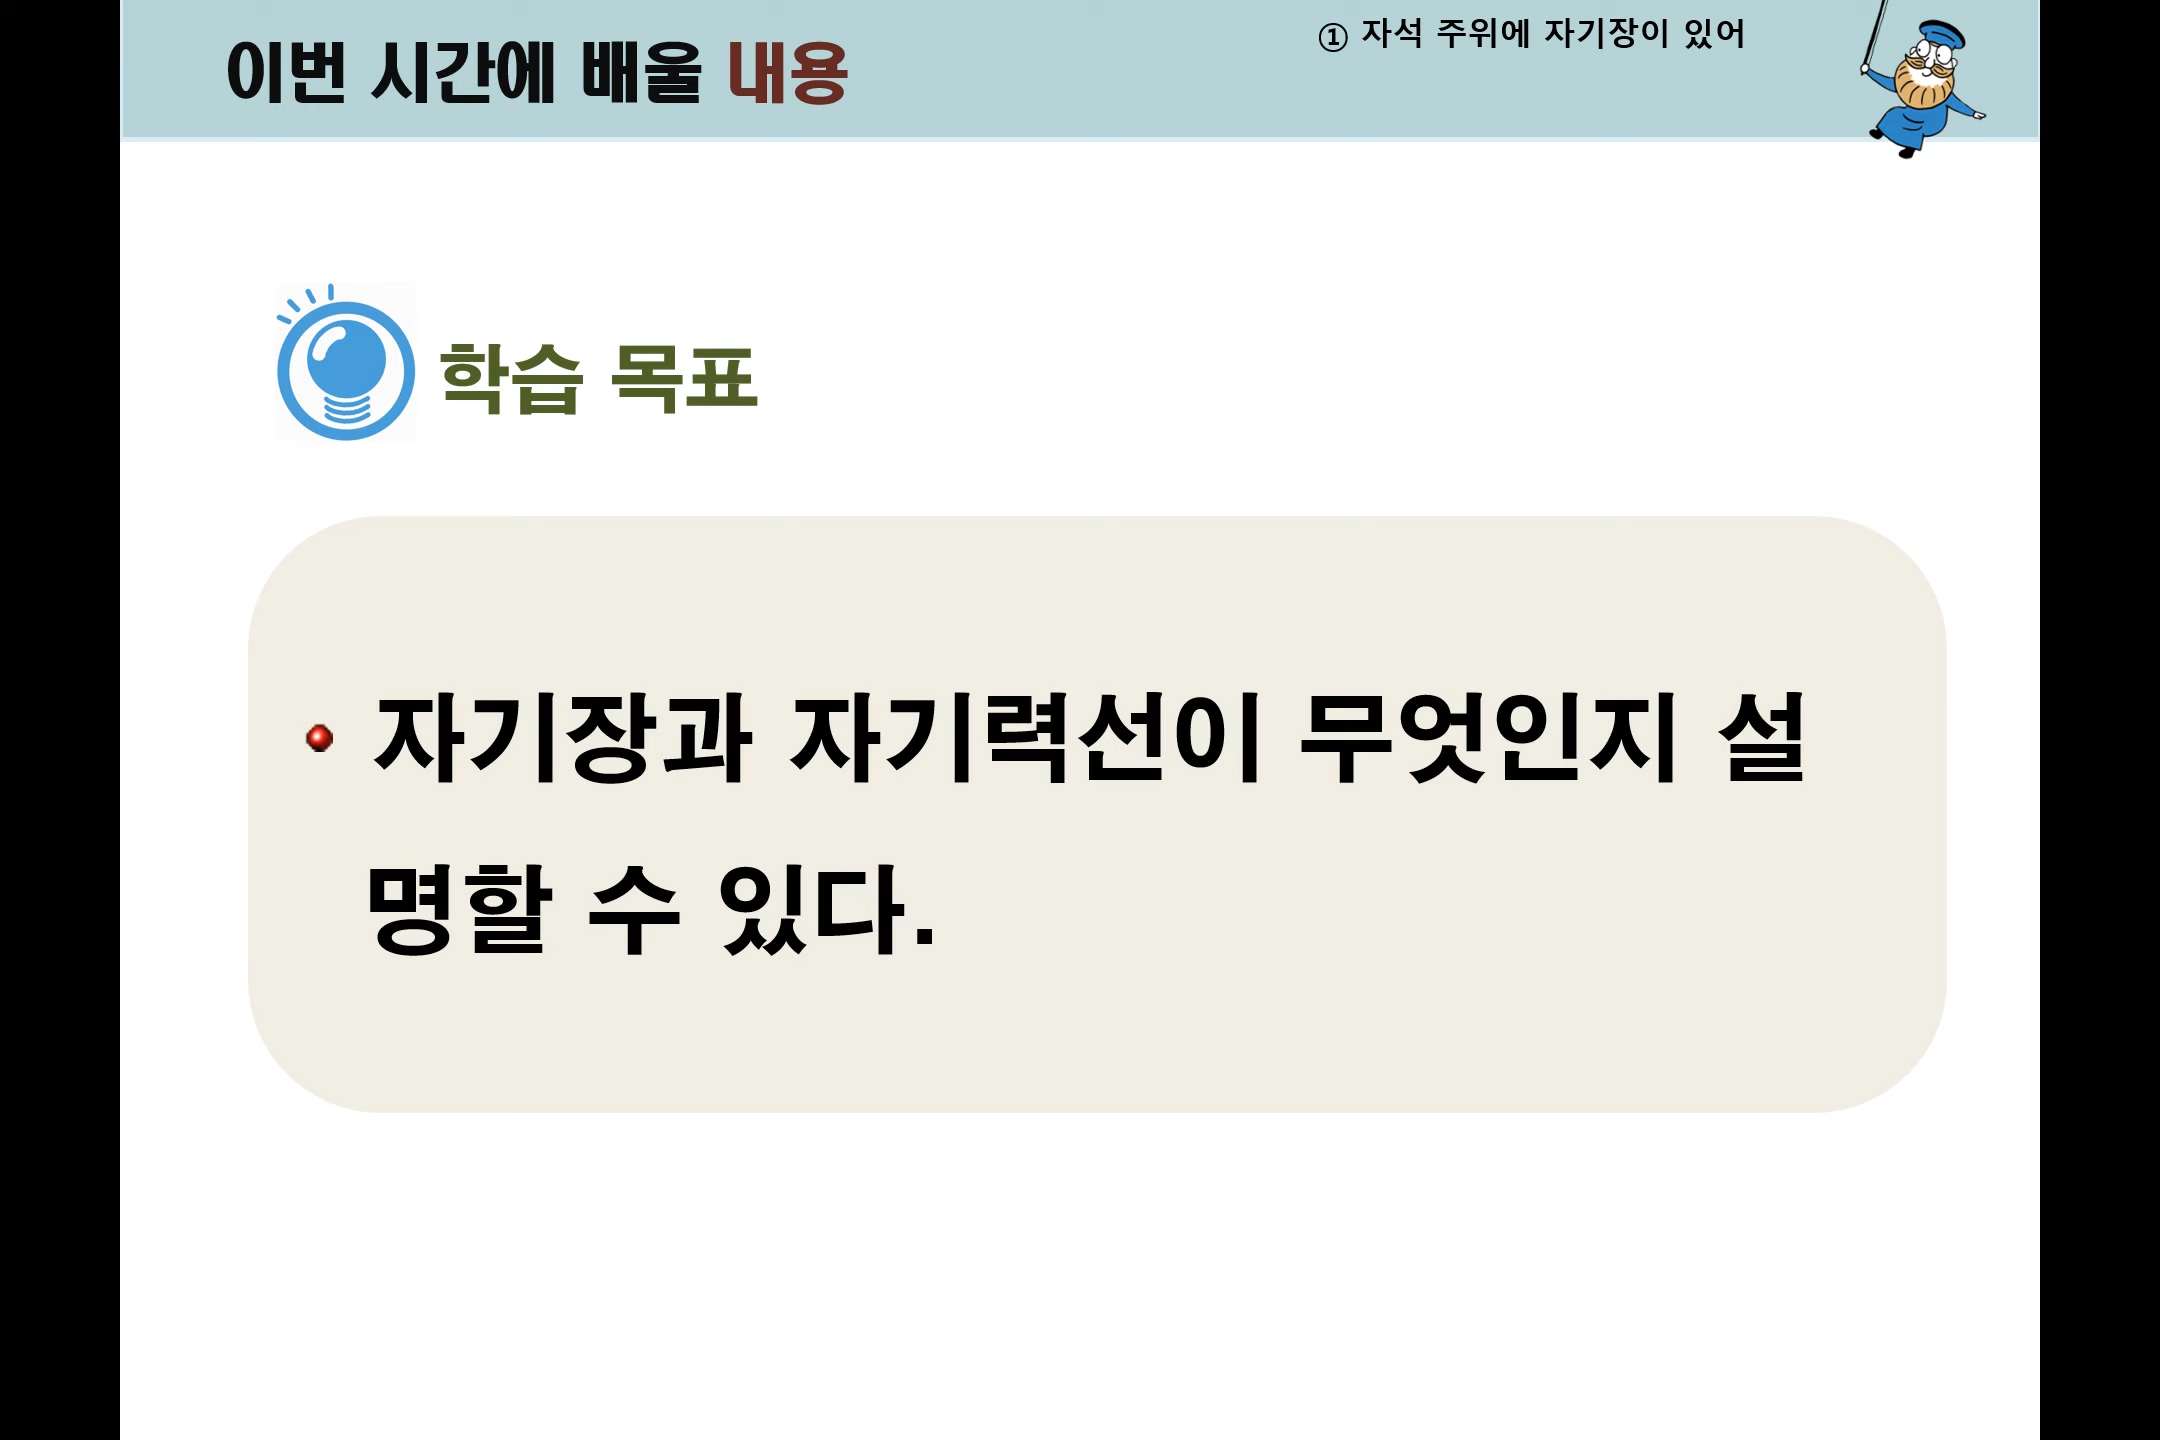 이번 시간에 배울 내용
① 자석 주위에 자기장이 있어
학습 목표
자기장과 자기력선이 무엇인지 설
명할 수 있다.